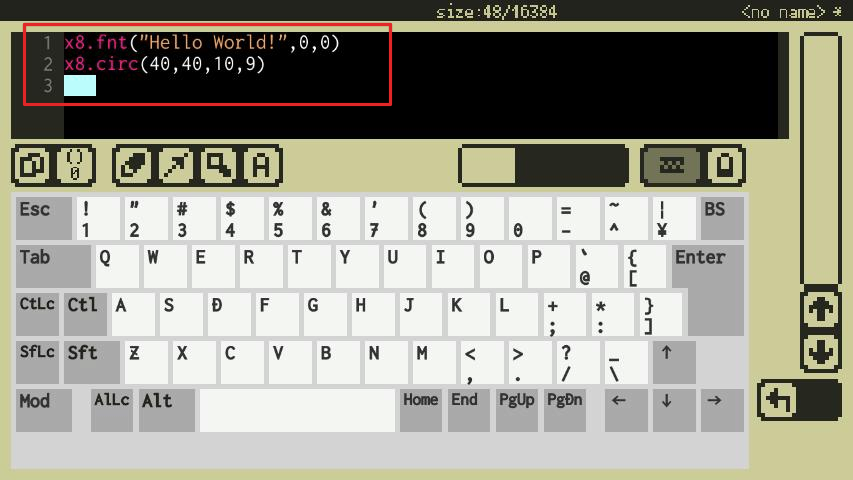 size:48/16384
<no name> *
1 x8.fnt("Hello World!",0,0)
2 x8.circ(40,40,10,9)
3
() 0
A
Esc ! 1 " 2 # 3 $ 4 % 5 & 6 ' 7 ( 8 ) 9 0 = - ~ ^ | ¥ BS
Tab Q W E R T Y U I O P ` @ { [ Enter
CtLc Ctl A S D F G H J K L + ; * : } ]
SfLc Sft Z X C V B N M < , > . ? / _ \ ↑
Mod AlLc Alt Home End PgUp PgDn ← ↓ →